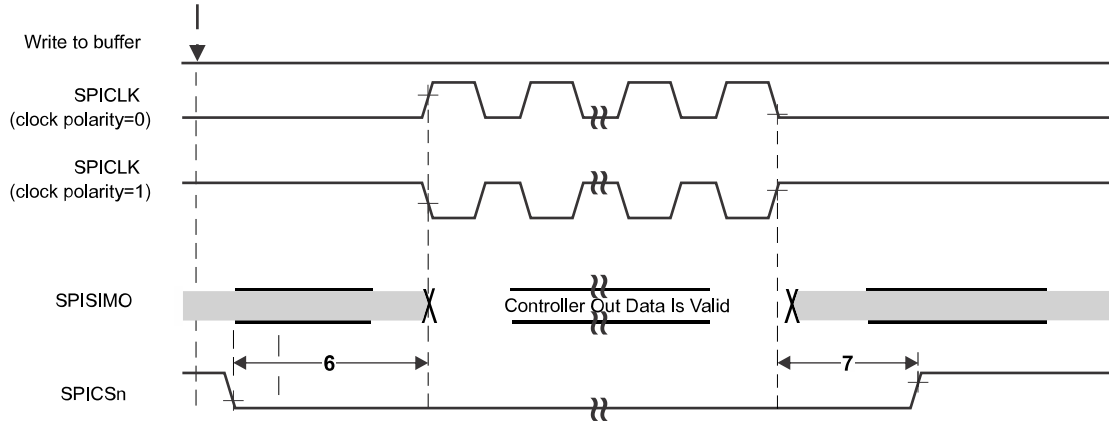 Write to buffer
SPICLK
(clock polarity=0)
SPICLK
(clock polarity=1)
SPISIMO
Controller Out Data Is Valid
6
7
SPICSn